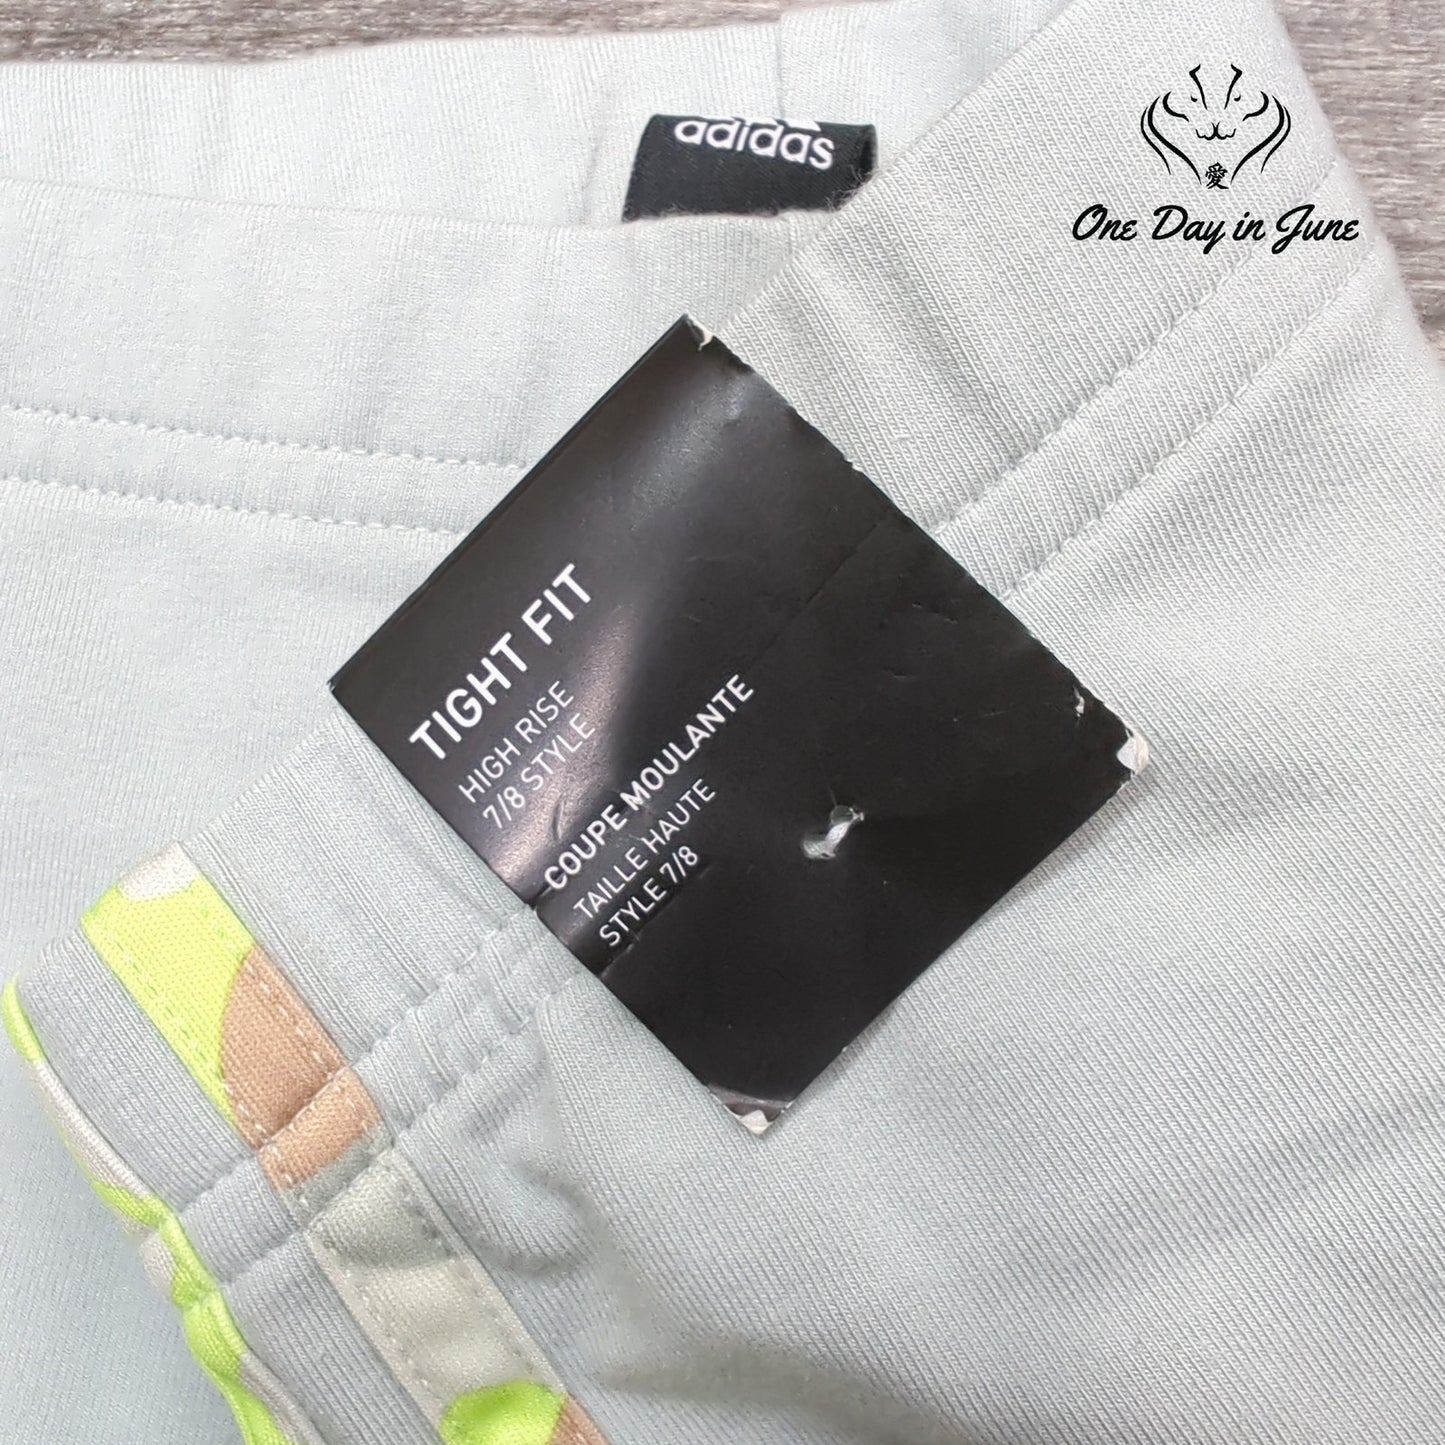 adidas
愛
One Day in June
TIGHT FIT
HIGH RISE
7/8 STYLE
COUPE MOULANTE
TAILLE HAUTE
STYLE 7/8